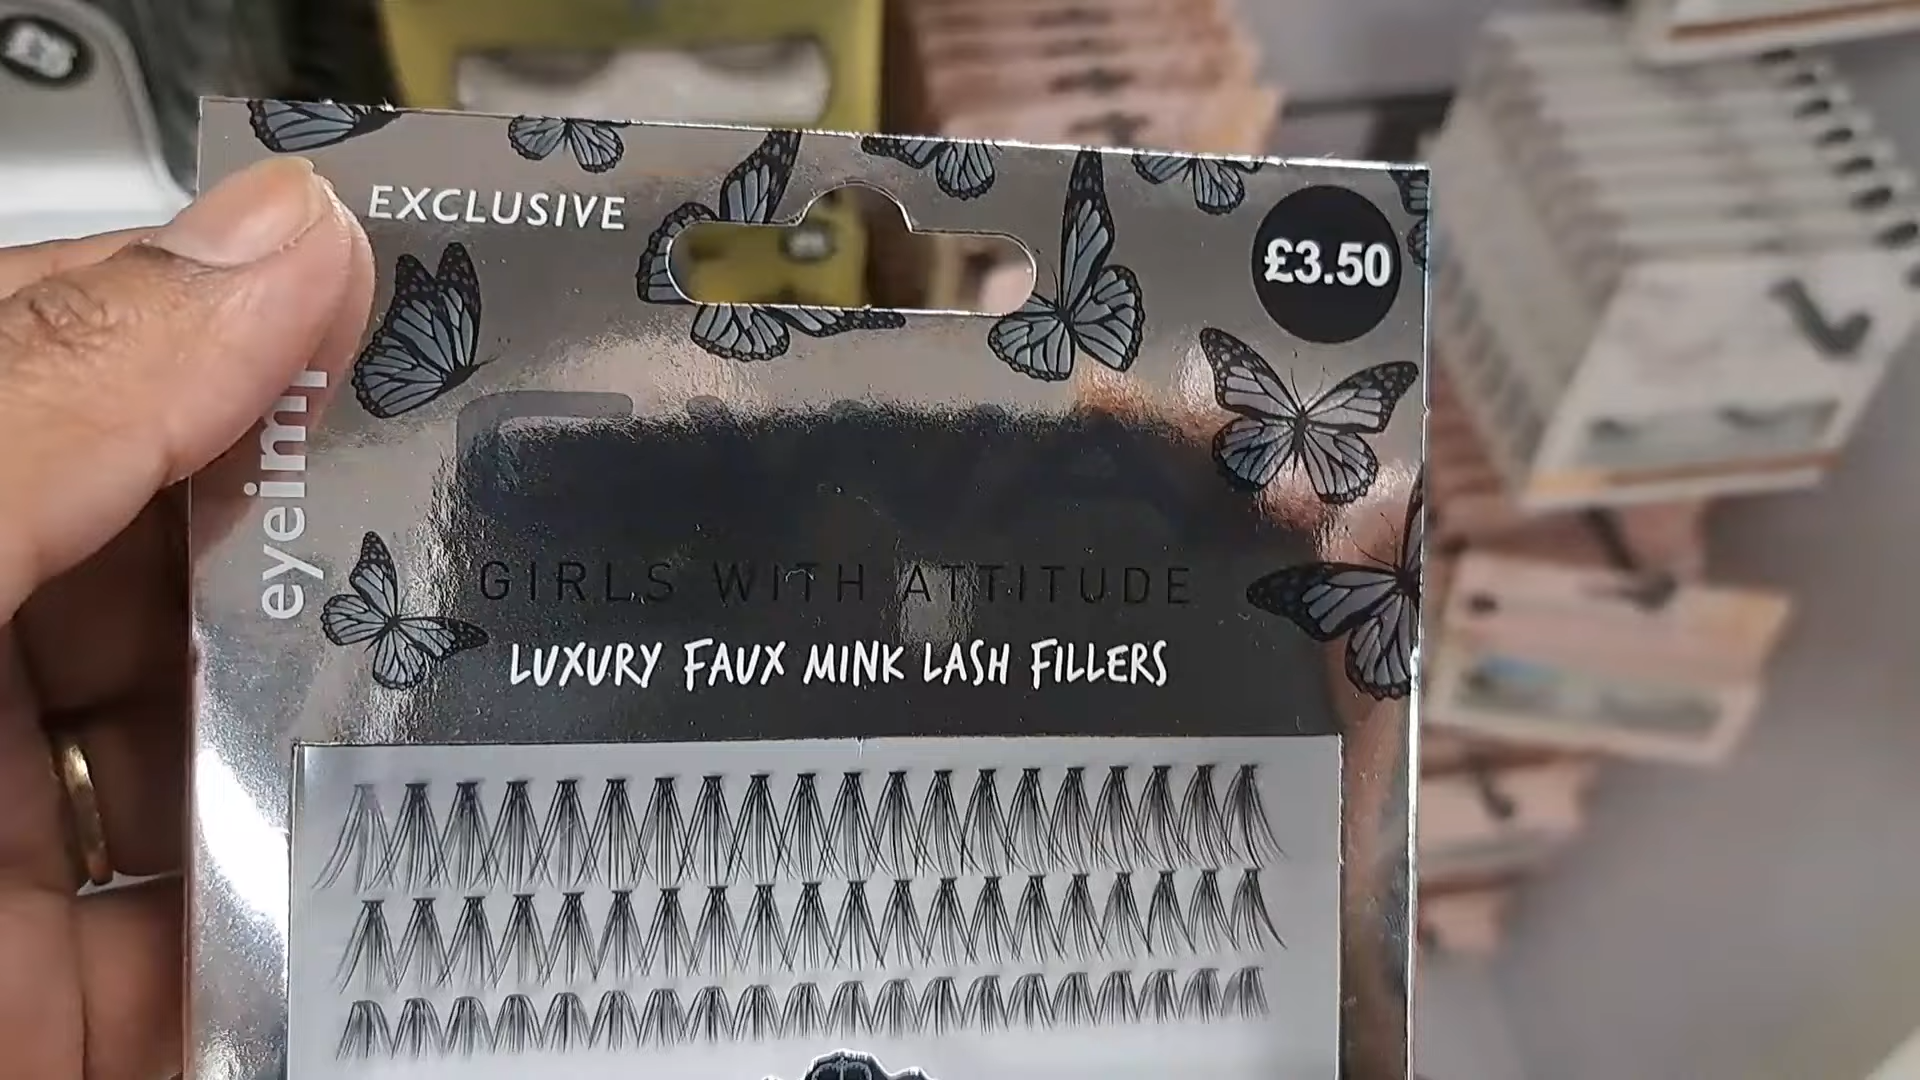 EXCLUSIVE
£3.50
GIRLS WITH ATTITUDE
LUXURY FAUX MINK LASH FILLERS